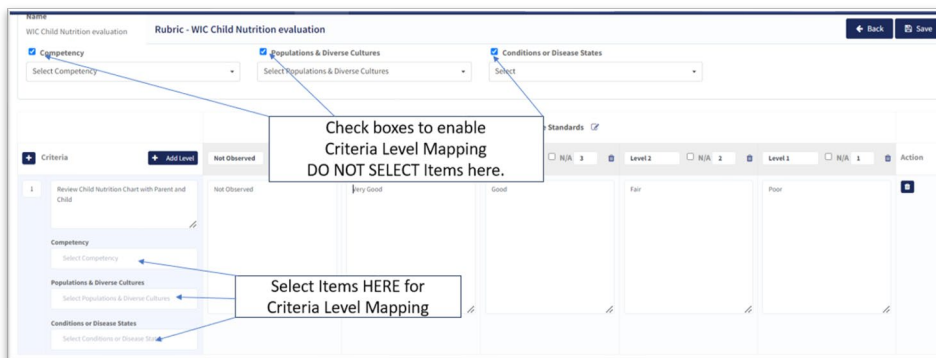 Name
WIC Child Nutrition evaluation
Rubric - WIC Child Nutrition evaluation
Back
Save
Competency
Populations & Diverse Cultures
Conditions or Disease States
Select Competency
Select Populations & Diverse Cultures
Select
Check boxes to enable
Criteria Level Mapping
DO NOT SELECT Items here.
Standards
Criteria
Add Level
Not Observed
N/A 3
Level 2
N/A 2
Level 1
N/A 1
Action
1
Review Child Nutrition Chart with Parent and
Child
Not Observed
Very Good
Good
Fair
Poor
Competency
Select Competency
Populations & Diverse Cultures
Select Populations & Diverse Cultures
Conditions or Disease States
Select Conditions or Disease States
Select Items HERE for
Criteria Level Mapping